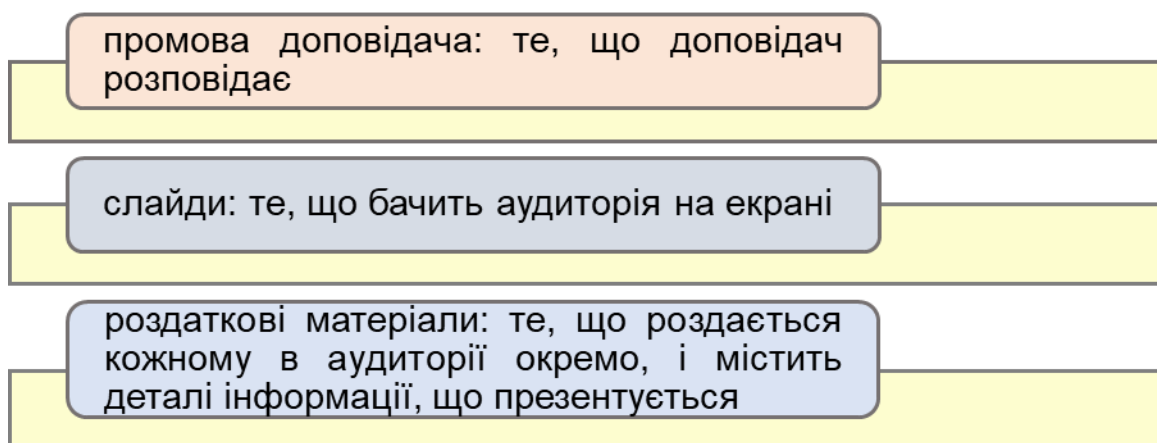 промова доповідача: те, що доповідач
розповідає
слайди: те, що бачить аудиторія на екрані
роздаткові матеріали: те, що роздається
кожному в аудиторії окремо, і містить
деталі інформації, що презентується